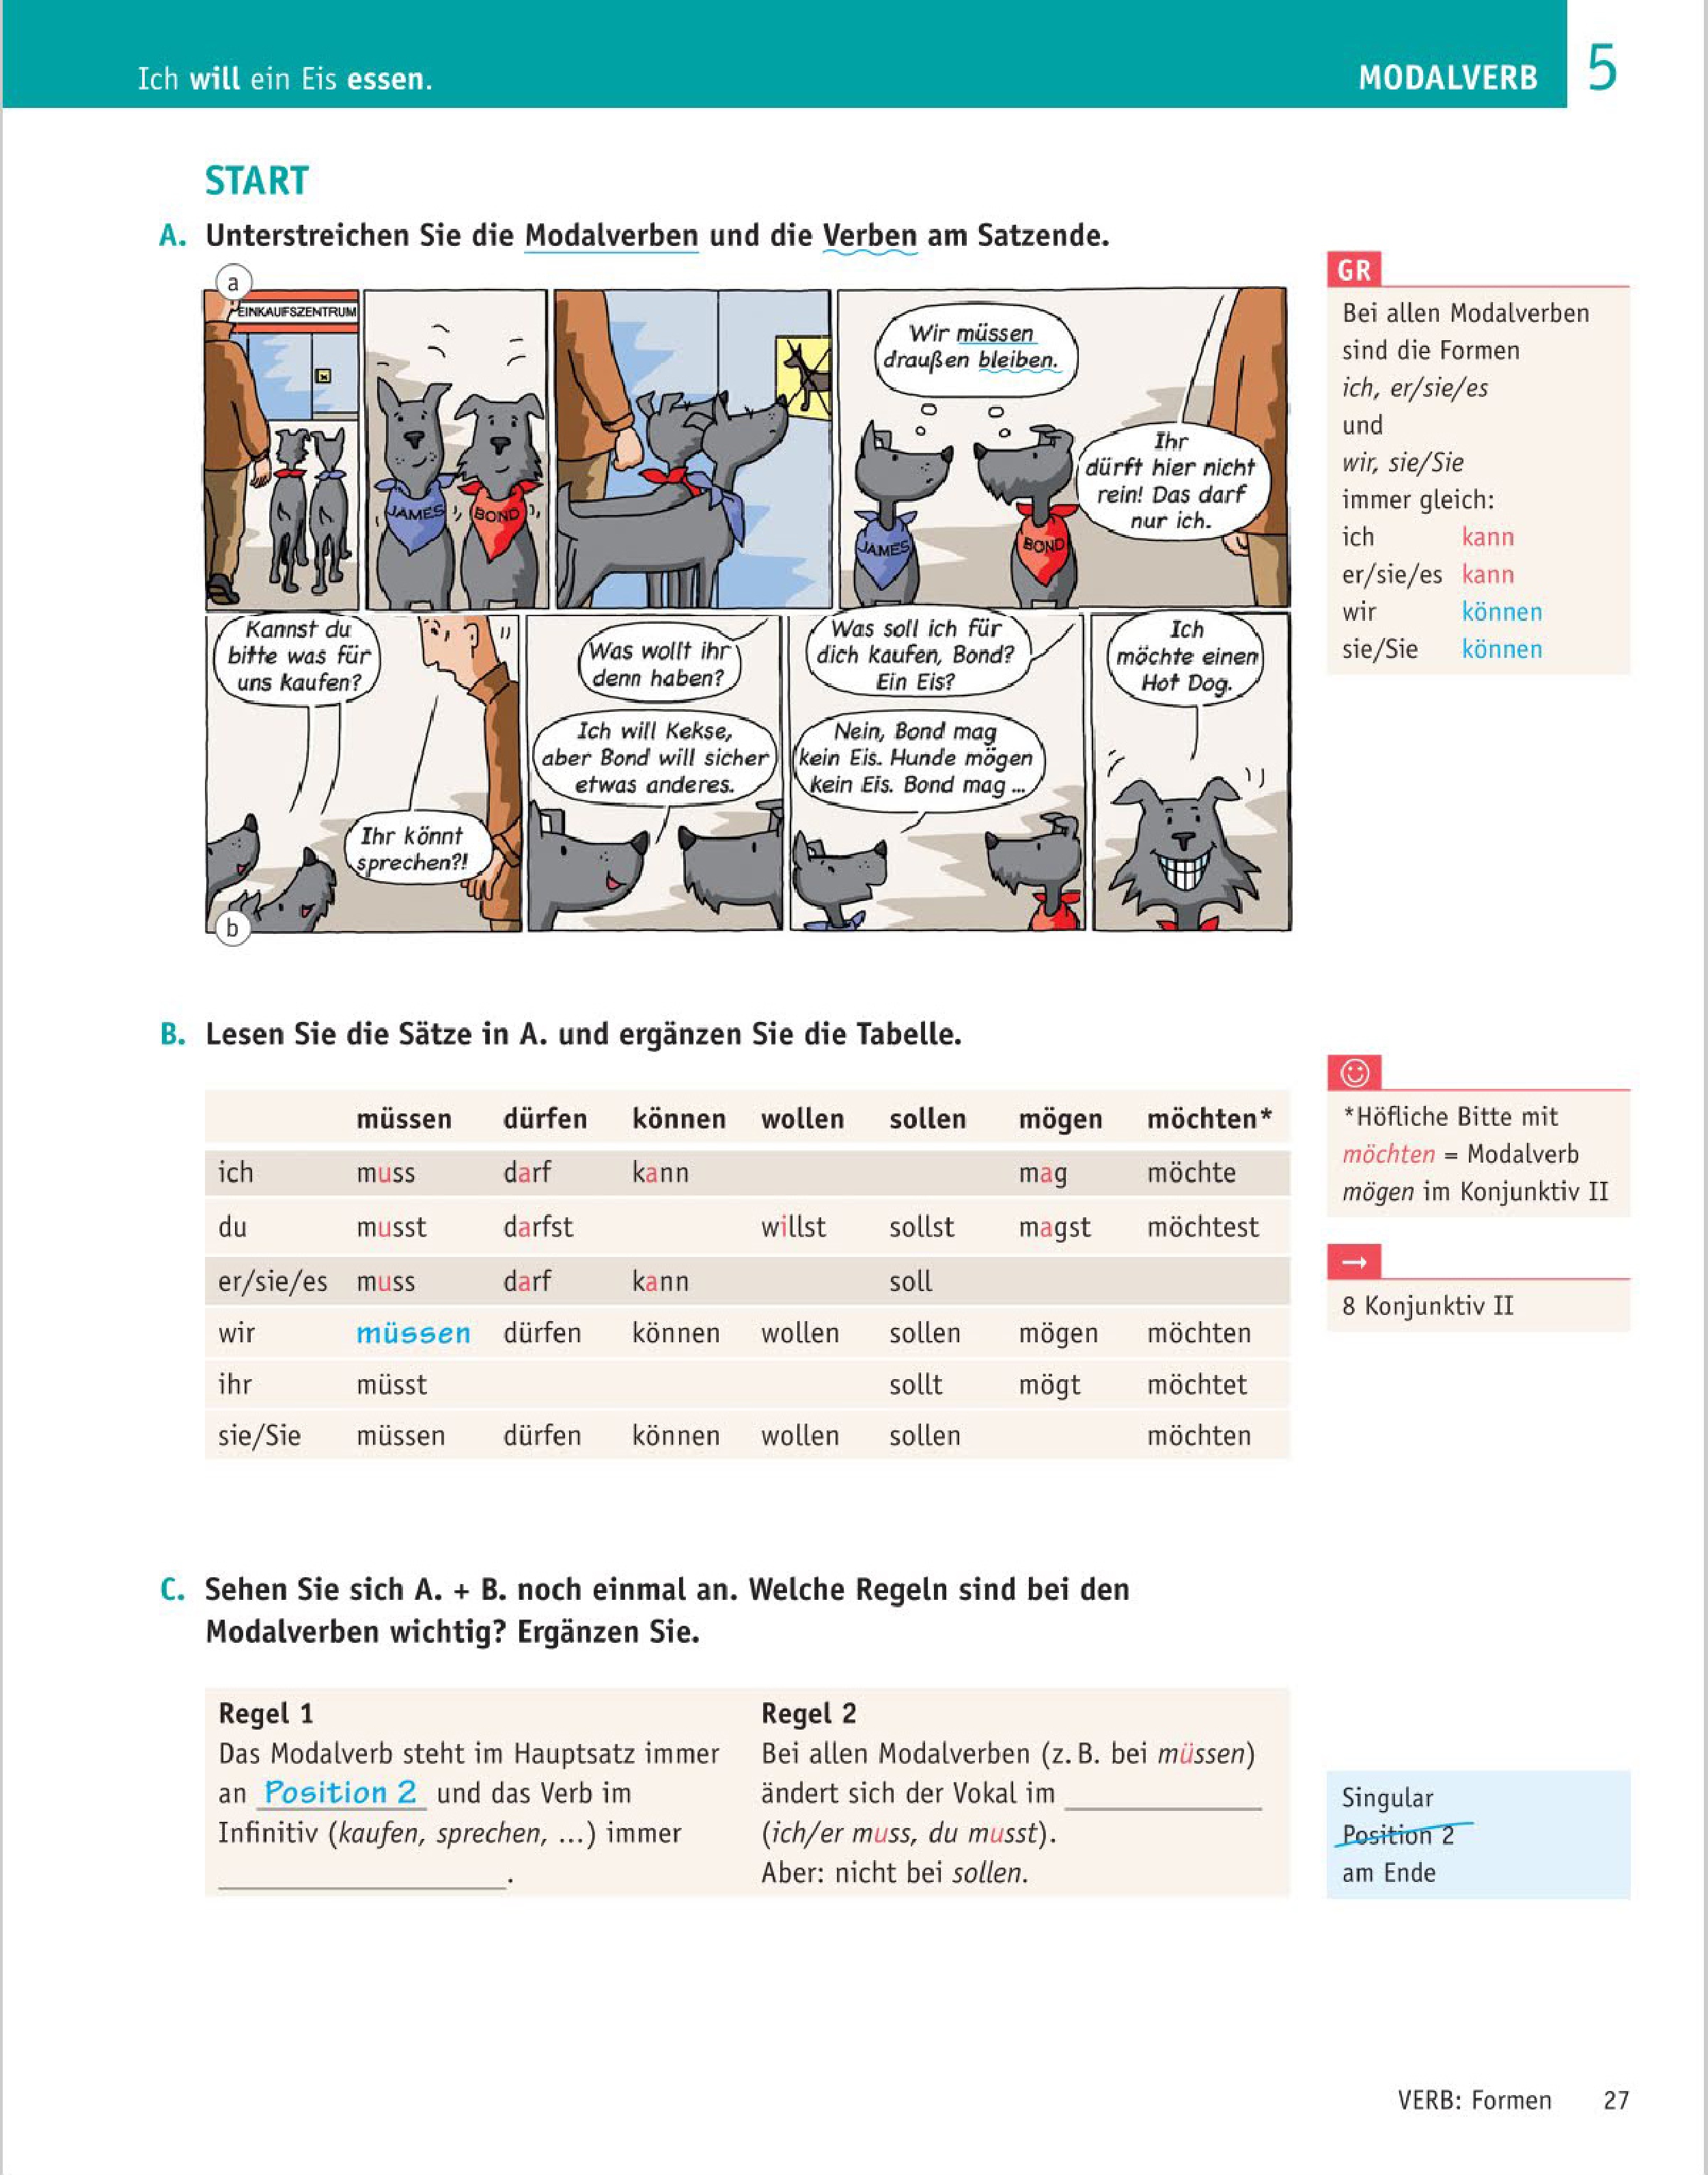 Ich will ein Eis essen.
MODALVERB 5
START
A. Unterstreichen Sie die Modalverben und die Verben am Satzende.
a
EINKAUFSZENTRUM
JAMES
BOND
Wir müssen
draußen bleiben.
Ihr
dürft hier nicht
rein! Das darf
nur ich.
JAMES
BOND
Kannst du
bitte was für
uns kaufen?
Ihr könnt
sprechen?!
Was wollt ihr
denn haben?
Ich will Kekse,
aber Bond will sicher
etwas anderes.
Was soll ich für
dich kaufen, Bond?
Ein Eis?
Nein, Bond mag
kein Eis. Hunde mögen
kein Eis. Bond mag ...
Ich
möchte einen
Hot Dog.
b
GR
Bei allen Modalverben
sind die Formen
ich, er/sie/es
und
wir, sie/Sie
immer gleich:
ich kann
er/sie/es kann
wir können
sie/Sie können
B. Lesen Sie die Sätze in A. und ergänzen Sie die Tabelle.
müssen dürfen können wollen sollen mögen möchten*
ich muss darf kann mag möchte
du musst darfst willst sollst magst möchtest
er/sie/es muss darf kann soll
wir müssen dürfen können wollen sollen mögen möchten
ihr müsst sollt mögt möchtet
sie/Sie müssen dürfen können wollen sollen möchten
*Höfliche Bitte mit
möchten = Modalverb
mögen im Konjunktiv II
→
8 Konjunktiv II
C. Sehen Sie sich A. + B. noch einmal an. Welche Regeln sind bei den
Modalverben wichtig? Ergänzen Sie.
Regel 1
Das Modalverb steht im Hauptsatz immer
an Position 2 und das Verb im
Infinitiv (kaufen, sprechen, ...) immer
.
Regel 2
Bei allen Modalverben (z. B. bei müssen)
ändert sich der Vokal im
(ich/er muss, du musst).
Aber: nicht bei sollen.
Singular
Position 2
am Ende
VERB: Formen 27